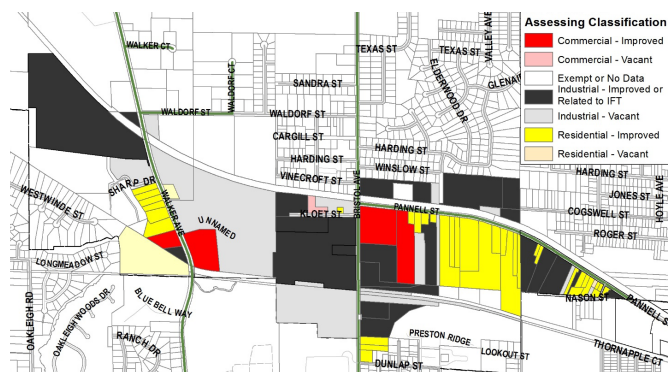 Assessing Classification
Commercial - Improved
Commercial - Vacant
Exempt or No Data
Industrial - Improved or
Related to IFT
Industrial - Vacant
Residential - Improved
Residential - Vacant
WALKER CT
WALDORF CT
TEXAS ST
TEXAS ST
VALLEY AVE
SANDRA ST
ELDERWOOD DR
WALDORF ST
WALDORF ST
CARGILL ST
HARDING ST
HARDING ST
HARDING ST
VINECROFT ST
WINSLOW ST
JONES ST
HOYLE AVE
SHARP DR
WESTWINDE ST
WALKER AVE
UNNAMED
KLOFT ST
BRISTOL AVE
PANNELL ST
COGSWELL ST
ROGER ST
LONGMEADOW ST
OAKLEIGH RD
OAKLEIGH WOODS DR
BLUE BELL WAY
RANCH DR
NASON ST
PANNELL S
PRESTON RIDGE
LOOKOUT ST
THORNAPPLE CT
DUNLAP ST